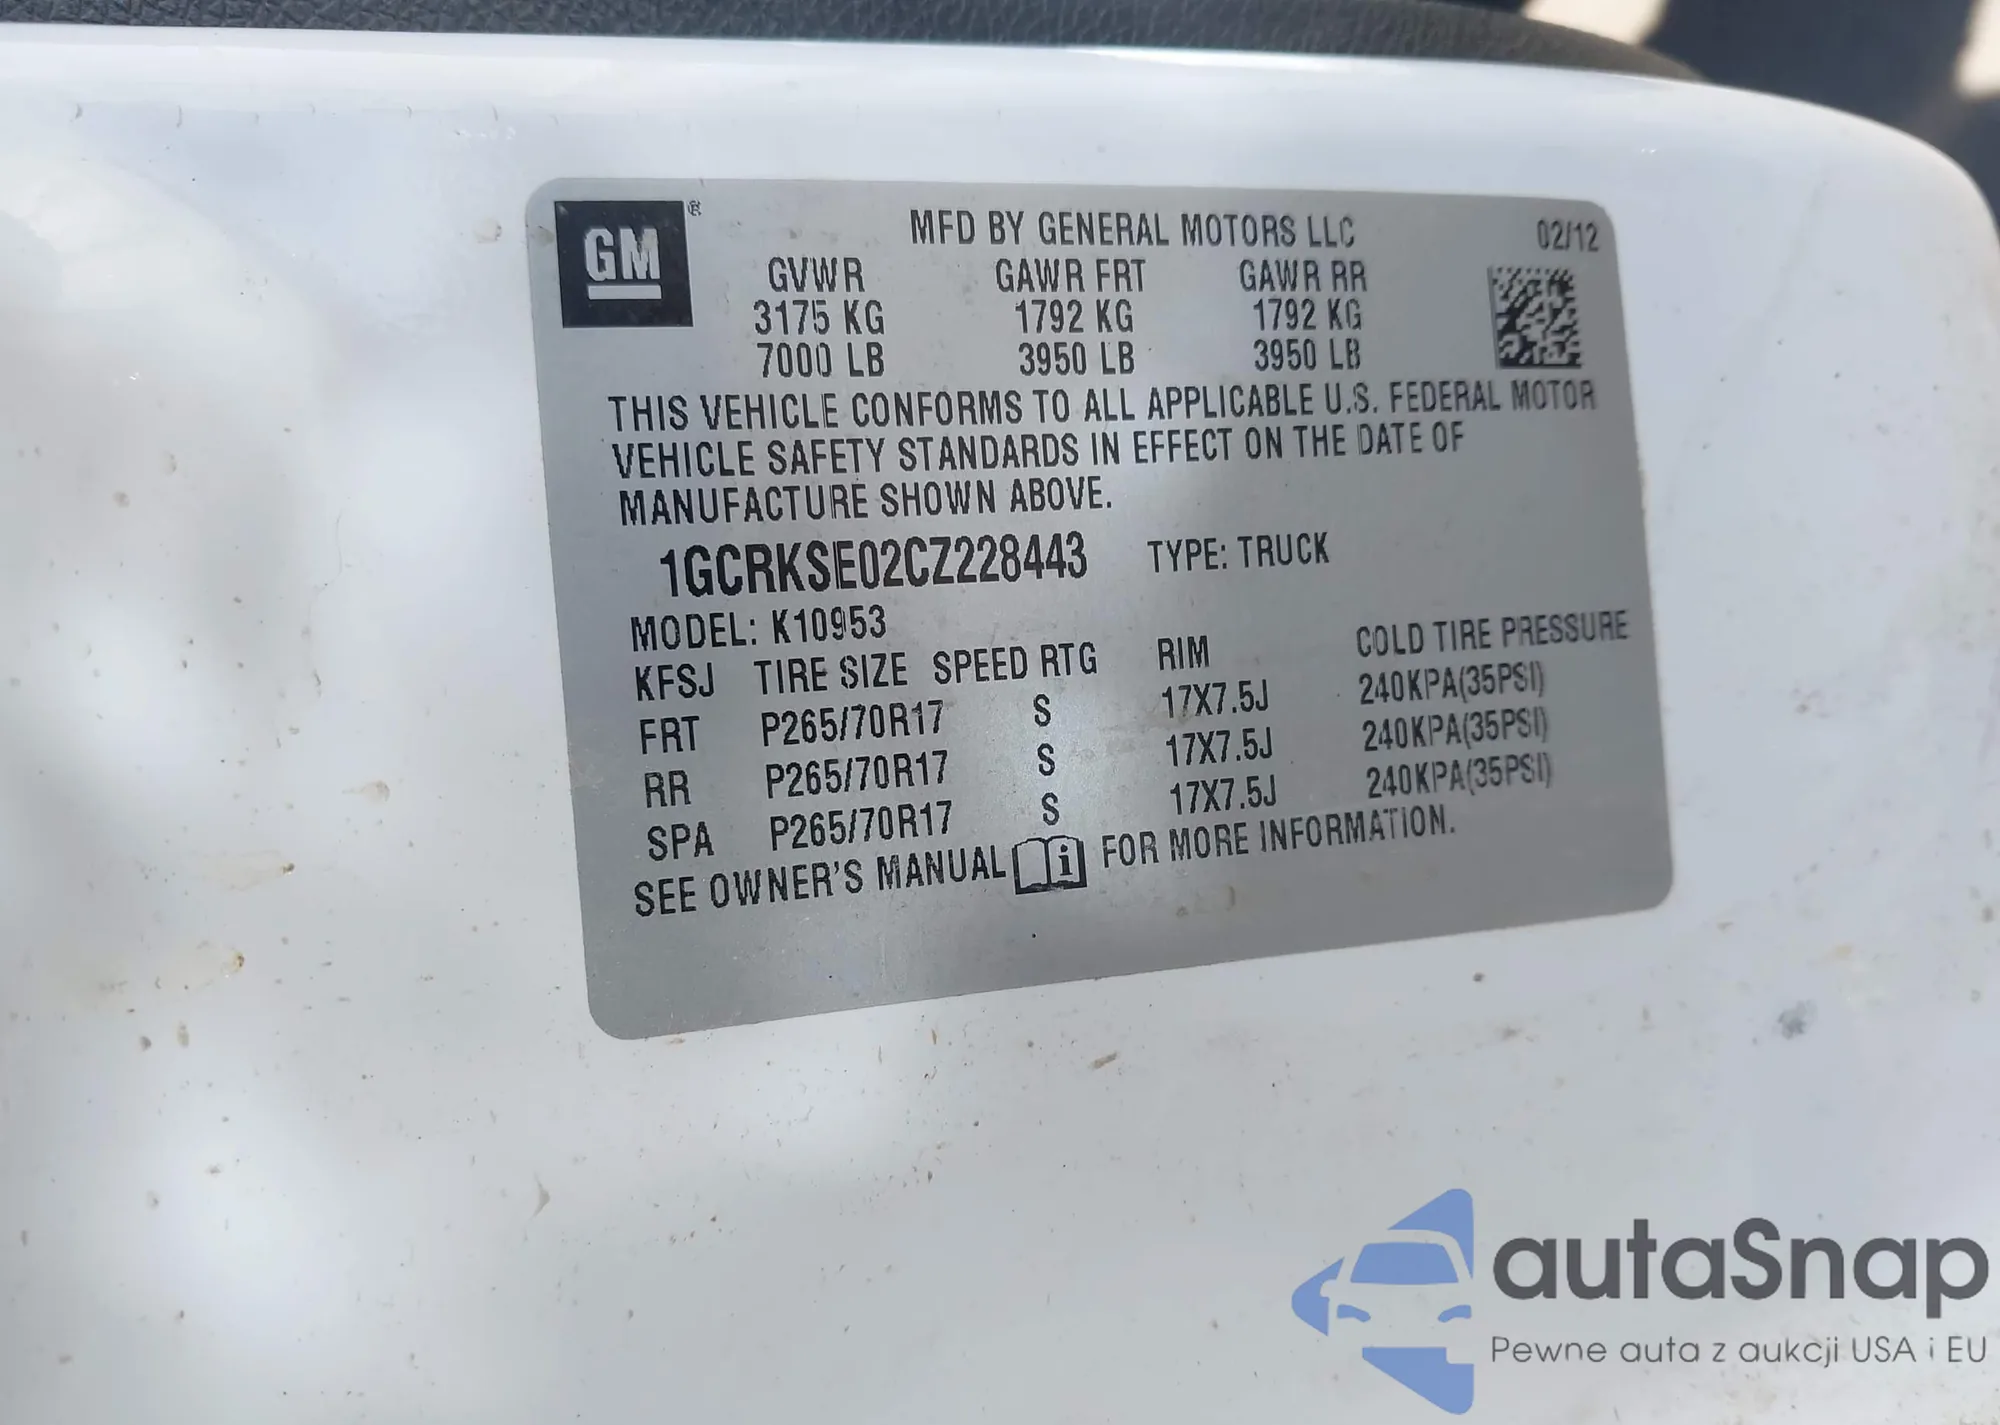 GM ®
MFD BY GENERAL MOTORS LLC 02/12
GVWR GAWR FRT GAWR RR
3175 KG 1792 KG 1792 KG
7000 LB 3950 LB 3950 LB
THIS VEHICLE CONFORMS TO ALL APPLICABLE U.S. FEDERAL MOTOR
VEHICLE SAFETY STANDARDS IN EFFECT ON THE DATE OF
MANUFACTURE SHOWN ABOVE.
1GCRKSE02CZ228443 TYPE: TRUCK
MODEL: K10953
KFSJ TIRE SIZE SPEED RTG RIM COLD TIRE PRESSURE
FRT P265/70R17 S 17X7.5J 240KPA(35PSI)
RR P265/70R17 S 17X7.5J 240KPA(35PSI)
SPA P265/70R17 S 17X7.5J 240KPA(35PSI)
SEE OWNER'S MANUAL i FOR MORE INFORMATION.
autaSnap
Pewne auta z aukcji USA i EU